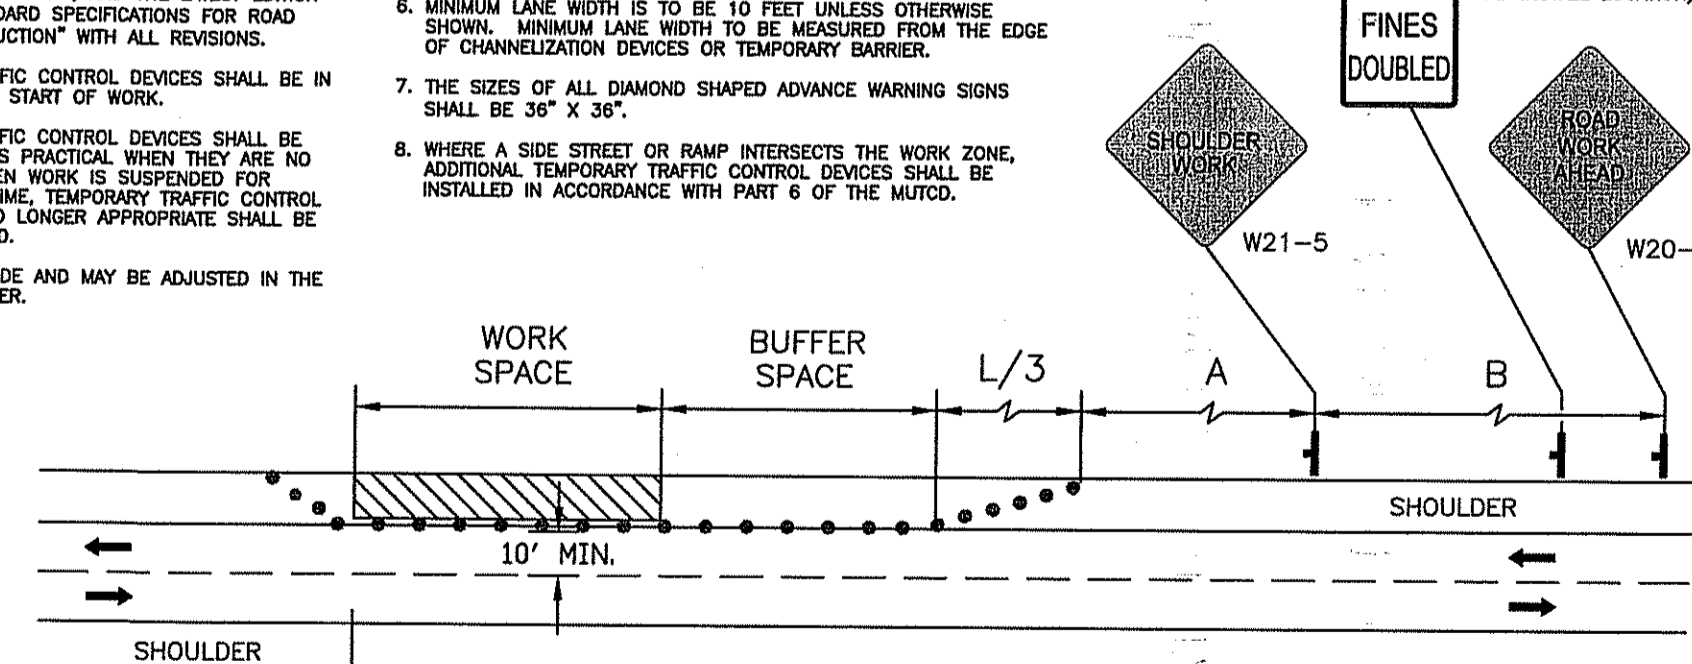 OARD SPECIFICATIONS FOR ROAD
UCTION" WITH ALL REVISIONS.
FIC CONTROL DEVICES SHALL BE IN
START OF WORK.
FIC CONTROL DEVICES SHALL BE
S PRACTICAL WHEN THEY ARE NO
EN WORK IS SUSPENDED FOR
IME, TEMPORARY TRAFFIC CONTROL
O LONGER APPROPRIATE SHALL BE
D.
DE AND MAY BE ADJUSTED IN THE
ER.
6. MINIMUM LANE WIDTH IS TO BE 10 FEET UNLESS OTHERWISE
SHOWN. MINIMUM LANE WIDTH TO BE MEASURED FROM THE EDGE
OF CHANNELIZATION DEVICES OR TEMPORARY BARRIER.
7. THE SIZES OF ALL DIAMOND SHAPED ADVANCE WARNING SIGNS
SHALL BE 36" X 36".
8. WHERE A SIDE STREET OR RAMP INTERSECTS THE WORK ZONE,
ADDITIONAL TEMPORARY TRAFFIC CONTROL DEVICES SHALL BE
INSTALLED IN ACCORDANCE WITH PART 6 OF THE MUTCD.
FINES
DOUBLED
SHOULDER
WORK
W21-5
ROAD
WORK
AHEAD
W20-
WORK
SPACE
BUFFER
SPACE
L/3
A
B
SHOULDER
10' MIN.
SHOULDER